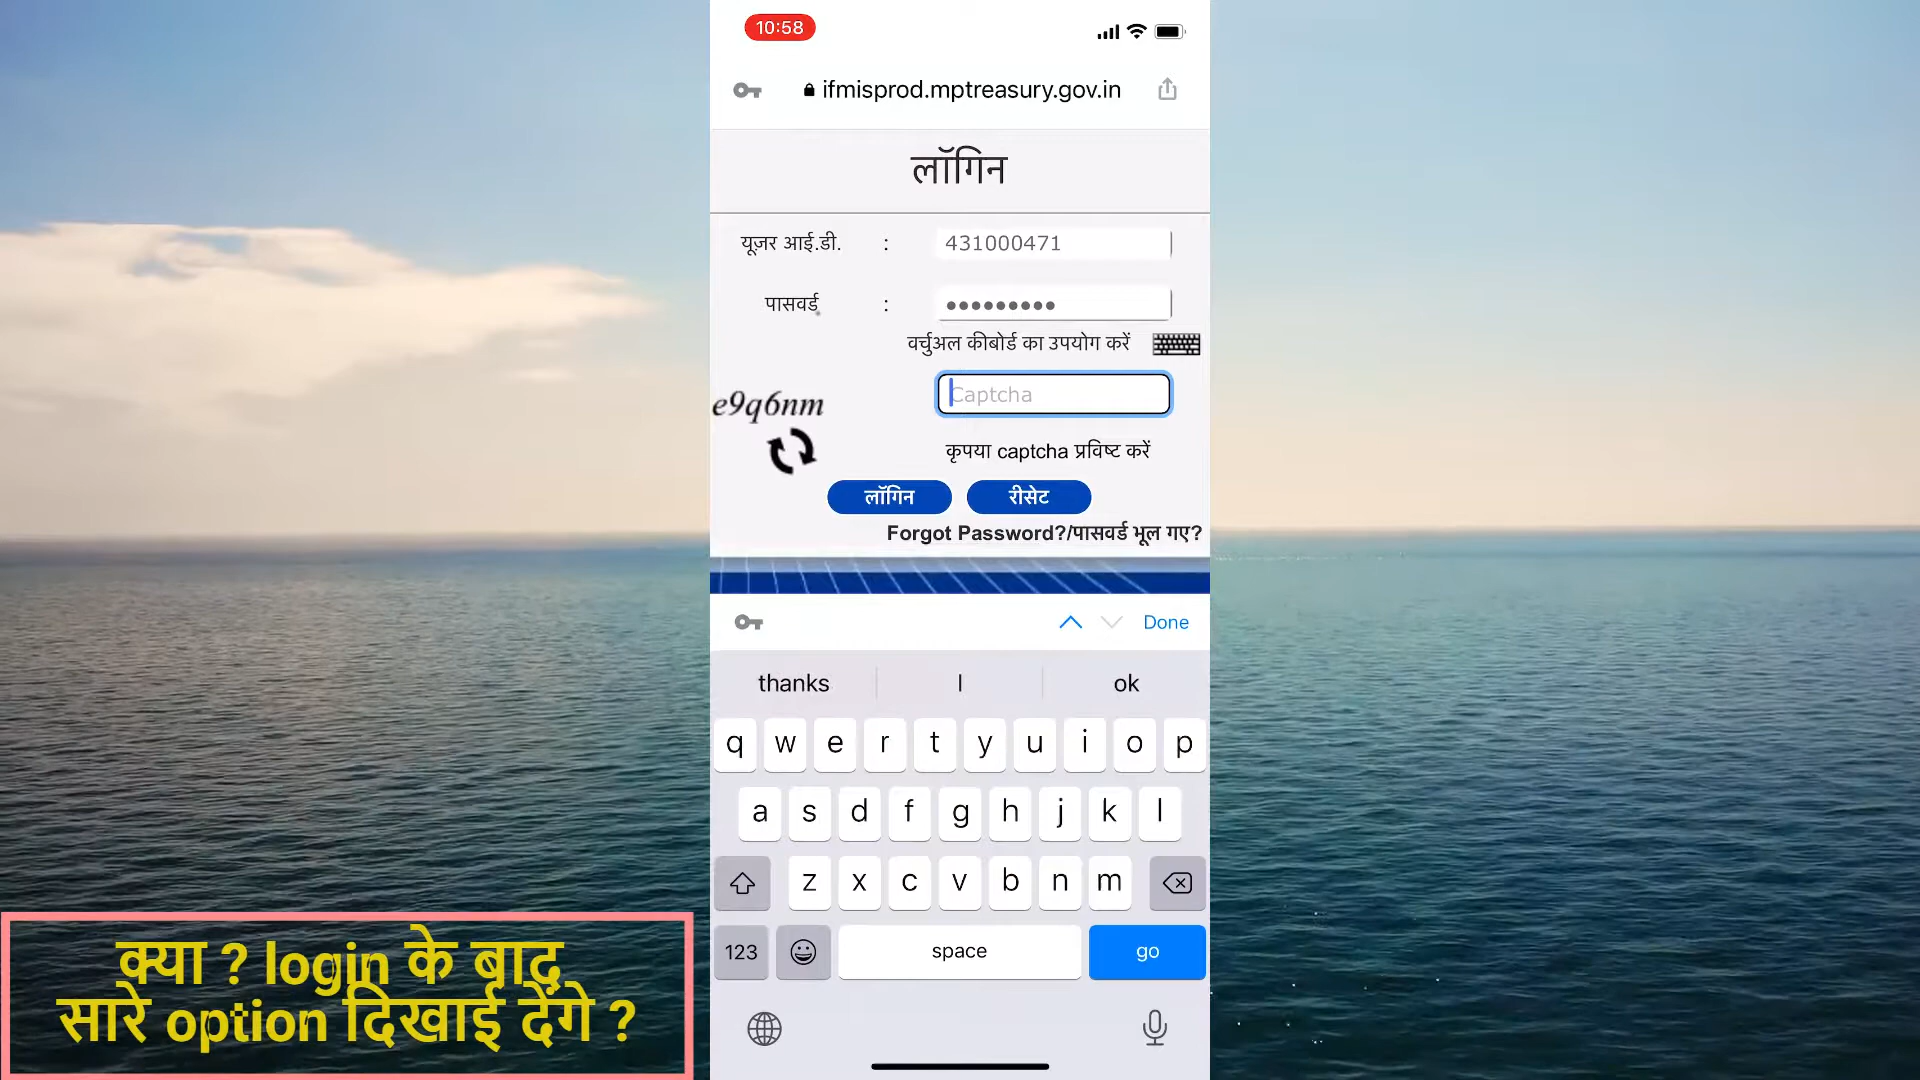 10:58
ifmisprod.mptreasury.gov.in
लॉगिन
यूज़र आई.डी. : 431000471
पासवर्ड : ●●●●●●●●●
वर्चुअल कीबोर्ड का उपयोग करें
e9q6nm Captcha
कृपया captcha प्रविष्ट करें
लॉगिन रीसेट
Forgot Password?/पासवर्ड भूल गए?
Done
thanks I ok
q w e r t y u i o p
a s d f g h j k l
z x c v b n m
123 space go
क्या ? login के बाद
सारे option दिखाई देंगे ?